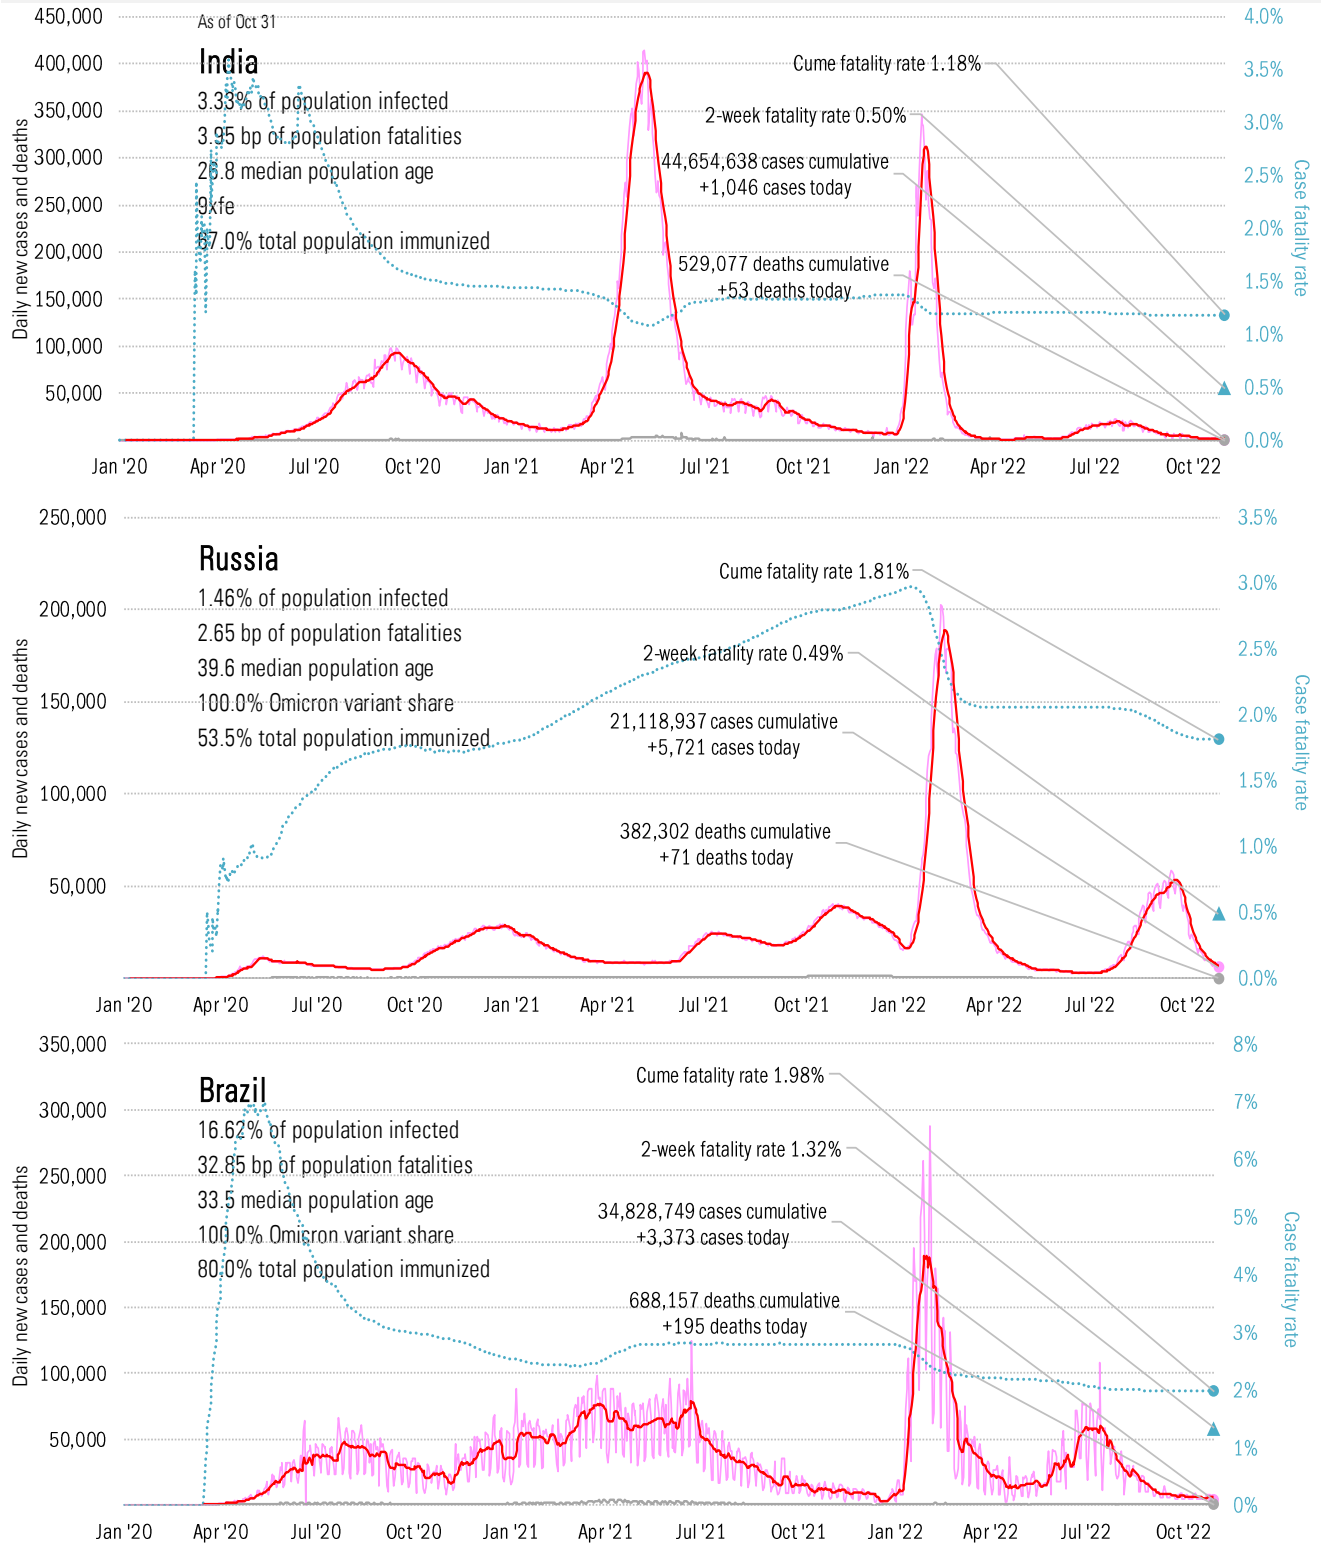 As of Oct 31
India
3.33% of population infected
3.95 bp of population fatalities
26.8 median population age
9xfe
67.0% total population immunized
Cume fatality rate 1.18%
2-week fatality rate 0.50%
44,654,638 cases cumulative
+1,046 cases today
529,077 deaths cumulative
+53 deaths today
Daily new cases and deaths
450,000
400,000
350,000
300,000
250,000
200,000
150,000
100,000
50,000
Case fatality rate
4.0%
3.5%
3.0%
2.5%
2.0%
1.5%
1.0%
0.5%
0.0%
Jan '20 Apr '20 Jul '20 Oct '20 Jan '21 Apr '21 Jul '21 Oct '21 Jan '22 Apr '22 Jul '22 Oct '22
Russia
1.46% of population infected
2.65 bp of population fatalities
39.6 median population age
100.0% Omicron variant share
53.5% total population immunized
Cume fatality rate 1.81%
2-week fatality rate 0.49%
21,118,937 cases cumulative
+5,721 cases today
382,302 deaths cumulative
+71 deaths today
Daily new cases and deaths
250,000
200,000
150,000
100,000
50,000
Case fatality rate
3.5%
3.0%
2.5%
2.0%
1.5%
1.0%
0.5%
0.0%
Jan '20 Apr '20 Jul '20 Oct '20 Jan '21 Apr '21 Jul '21 Oct '21 Jan '22 Apr '22 Jul '22 Oct '22
Brazil
16.62% of population infected
32.85 bp of population fatalities
33.5 median population age
100.0% Omicron variant share
80.0% total population immunized
Cume fatality rate 1.98%
2-week fatality rate 1.32%
34,828,749 cases cumulative
+3,373 cases today
688,157 deaths cumulative
+195 deaths today
Daily new cases and deaths
350,000
300,000
250,000
200,000
150,000
100,000
50,000
Case fatality rate
8%
7%
6%
5%
4%
3%
2%
1%
0%
Jan '20 Apr '20 Jul '20 Oct '20 Jan '21 Apr '21 Jul '21 Oct '21 Jan '22 Apr '22 Jul '22 Oct '22